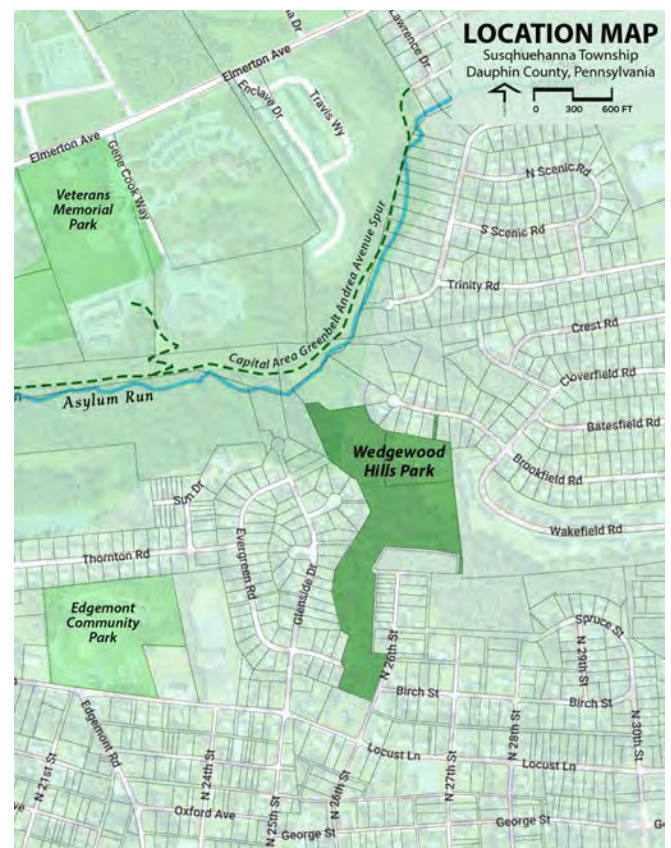 LOCATION MAP
Susqhuehanna Township
Dauphin County, Pennsylvania
0 300 600 FT
Elmerton Ave
Lawrence Dr
Enclave Dr
Travis Wy
Elmerton Ave
Gene Cook Way
Veterans
Memorial
Park
N Scenic Rd
S Scenic Rd
Trinity Rd
Capital Area Greenbelt Andrea Avenue Spur
Asylum Run
Crest Rd
Cloverfield Rd
Batesfield Rd
Brookfield Rd
Wakefield Rd
Wedgewood
Hills Park
Sun Dr
Thornton Rd
Evergreen Rd
Glenside Dr
Edgemont
Community
Park
N 26th St
Spruce St
N 29th St
Birch St
Birch St
N 30th St
Edgemont Rd
N 21st St
N 24th St
N 25th St
N 26th St
Locust Ln
N 27th St
N 28th St
Locust Ln
Oxford Ave
George St
George St